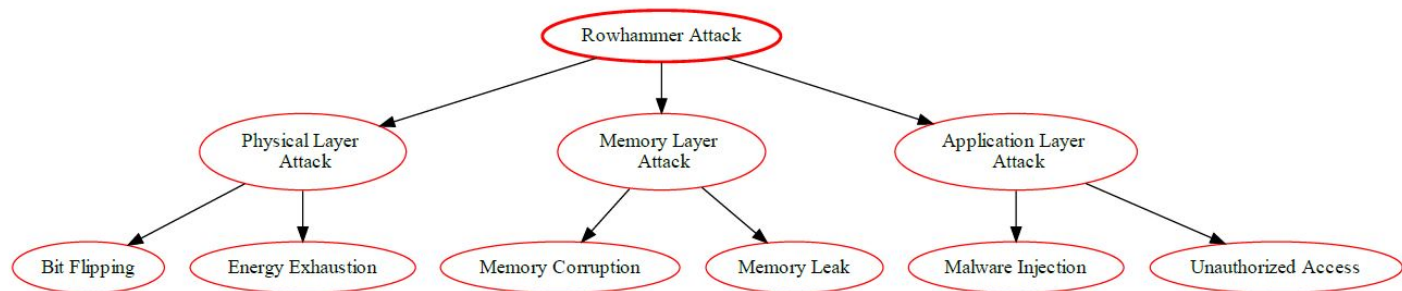 Rowhammer Attack
Physical Layer
Attack
Memory Layer
Attack
Application Layer
Attack
Bit Flipping
Energy Exhaustion
Memory Corruption
Memory Leak
Malware Injection
Unauthorized Access